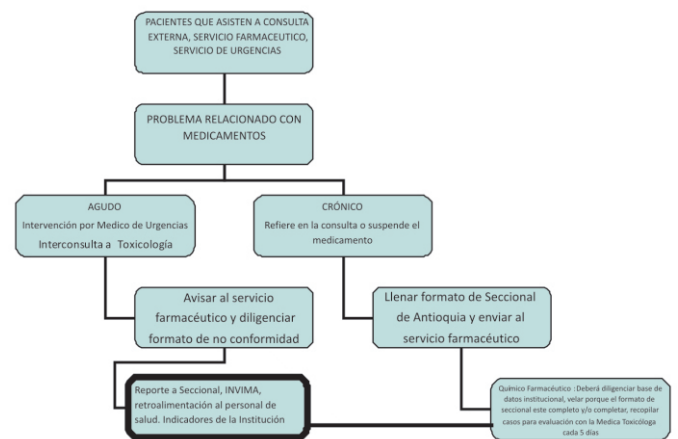 PACIENTES QUE ASISTEN A CONSULTA
EXTERNA, SERVICIO FARMACEUTICO,
SERVICIO DE URGENCIAS
PROBLEMA RELACIONADO CON
MEDICAMENTOS
AGUDO
Intervención por Medico de Urgencias
Interconsulta a Toxicología
CRÓNICO
Refiere en la consulta o suspende el
medicamento
Avisar al servicio
farmacéutico y diligenciar
formato de no conformidad
Llenar formato de Seccional
de Antioquia y enviar al
servicio farmacéutico
Reporte a Seccional, INVIMA,
retroalimentación al personal de
salud. Indicadores de la Institución
Químico Farmacéutico :Deberá diligenciar base de
datos institucional, velar porque el formato de
seccional este completo y/o completar, recopilar
casos para evaluación con la Medica Toxicóloga
cada 5 días